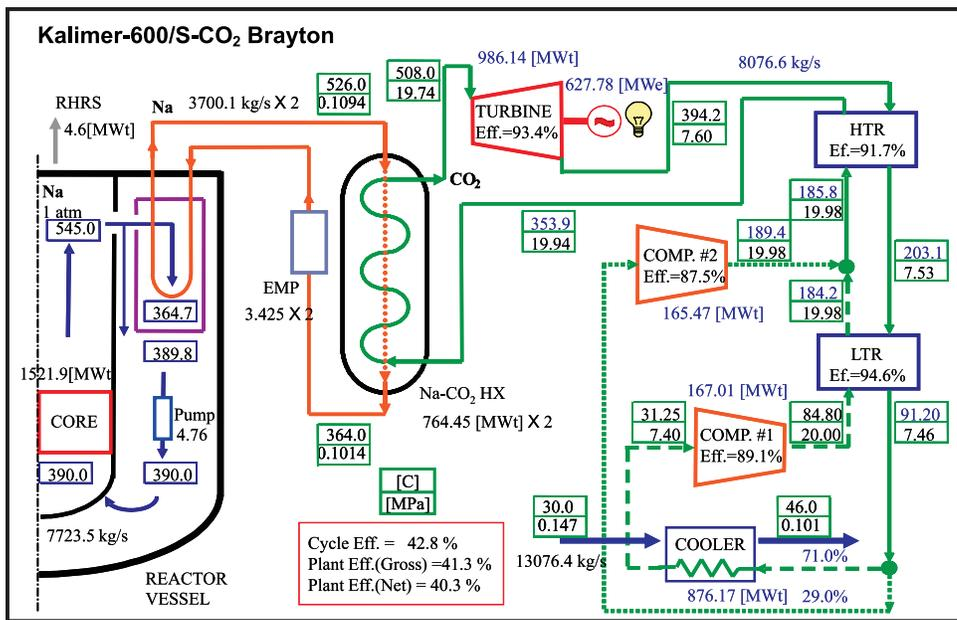 Kalimer-600/S-CO₂ Brayton
RHRS
4.6[MWt]
Na
3700.1 kg/s X 2
526.0
0.1094
508.0
19.74
986.14 [MWt]
627.78 [MWe]
8076.6 kg/s
TURBINE
Eff.=93.4%
394.2
7.60
HTR
Ef.=91.7%
Na
1 atm
545.0
CO₂
185.8
19.98
353.9
19.94
COMP. #2
Eff.=87.5%
189.4
19.98
203.1
7.53
165.47 [MWt]
184.2
19.98
EMP
3.425 X 2
364.7
389.8
LTR
Ef.=94.6%
1521.9[MWt]
CORE
Pump
4.76
Na-CO₂ HX
764.45 [MWt] X 2
167.01 [MWt]
31.25
7.40
COMP. #1
Eff.=89.1%
84.80
20.00
91.20
7.46
364.0
0.1014
390.0
390.0
[C]
[MPa]
30.0
0.147
46.0
0.101
7723.5 kg/s
13076.4 kg/s
COOLER
71.0%
876.17 [MWt]
29.0%
Cycle Eff. = 42.8 %
Plant Eff.(Gross) =41.3 %
Plant Eff.(Net) = 40.3 %
REACTOR
VESSEL